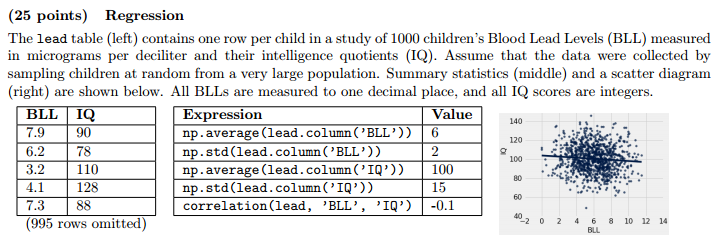 (25 points) Regression
The lead table (left) contains one row per child in a study of 1000 children's Blood Lead Levels (BLL) measured
in micrograms per deciliter and their intelligence quotients (IQ). Assume that the data were collected by
sampling children at random from a very large population. Summary statistics (middle) and a scatter diagram
(right) are shown below. All BLLs are measured to one decimal place, and all IQ scores are integers.
BLL IQ
7.9 90
6.2 78
3.2 110
4.1 128
7.3 88
(995 rows omitted)
Expression Value
np.average(lead.column('BLL')) 6
np.std(lead.column('BLL')) 2
np.average(lead.column('IQ')) 100
np.std(lead.column('IQ')) 15
correlation(lead, 'BLL', 'IQ') -0.1
140
120
100
80
60
40
IQ
-2 0 2 4 6 8 10 12 14
BLL